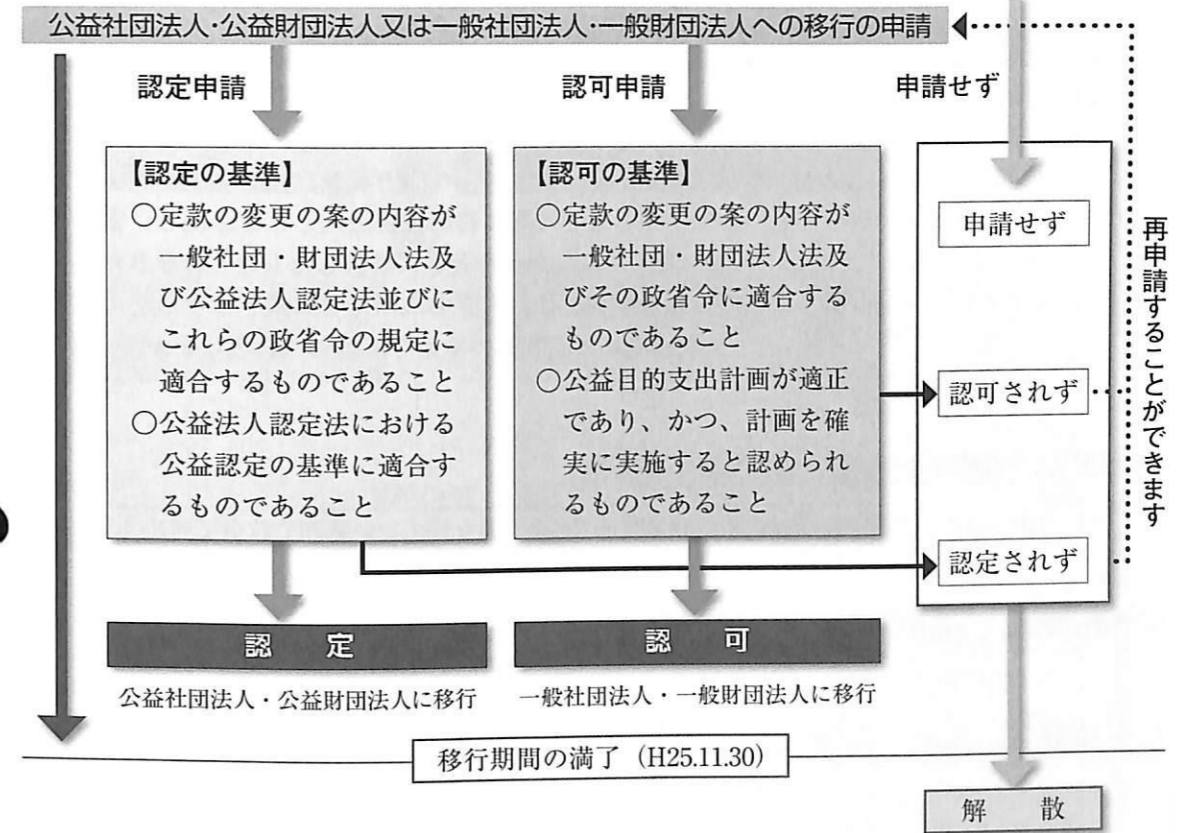 公益社団法人・公益財団法人又は一般社団法人・一般財団法人への移行の申請
認定申請
認可申請
申請せず
【認定の基準】
○定款の変更の案の内容が
一般社団・財団法人法及
び公益法人認定法並びに
これらの政省令の規定に
適合するものであること
○公益法人認定法における
公益認定の基準に適合す
るものであること
【認可の基準】
○定款の変更の案の内容が
一般社団・財団法人法及
びその政省令に適合する
ものであること
○公益目的支出計画が適正
であり、かつ、計画を確
実に実施すると認められ
るものであること
申請せず
認可されず
認定されず
再申請することができます
認 定
公益社団法人・公益財団法人に移行
認 可
一般社団法人・一般財団法人に移行
移行期間の満了（H25.11.30）
解 散